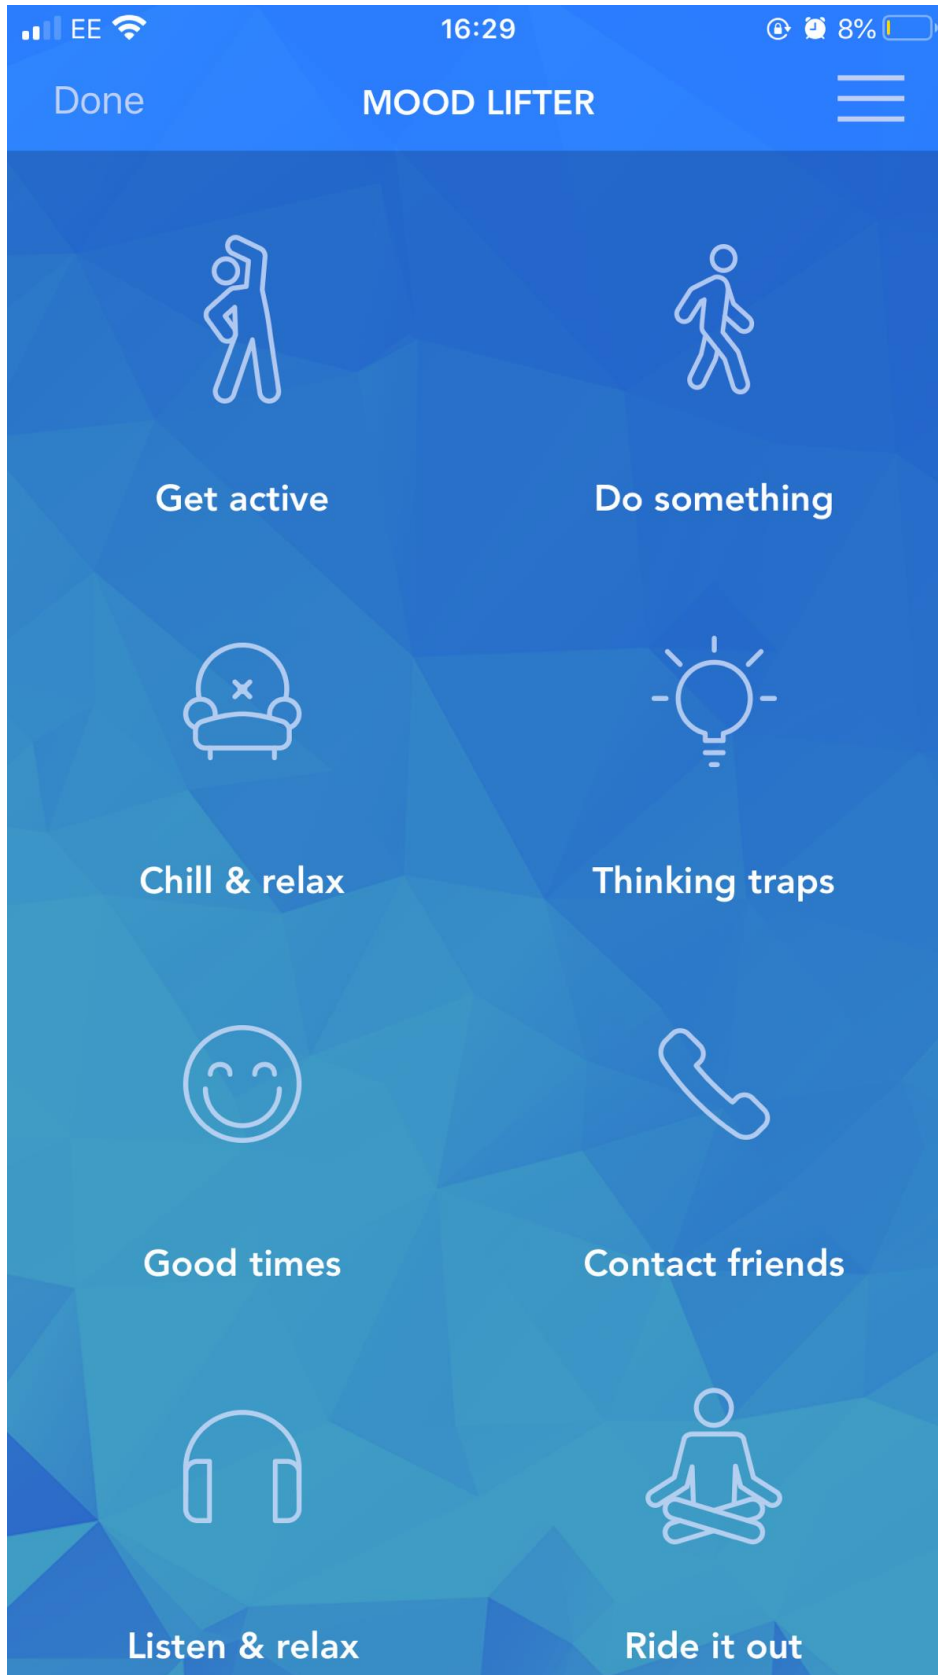 EE 16:29 8%
Done MOOD LIFTER
Get active Do something
Chill & relax Thinking traps
Good times Contact friends
Listen & relax Ride it out